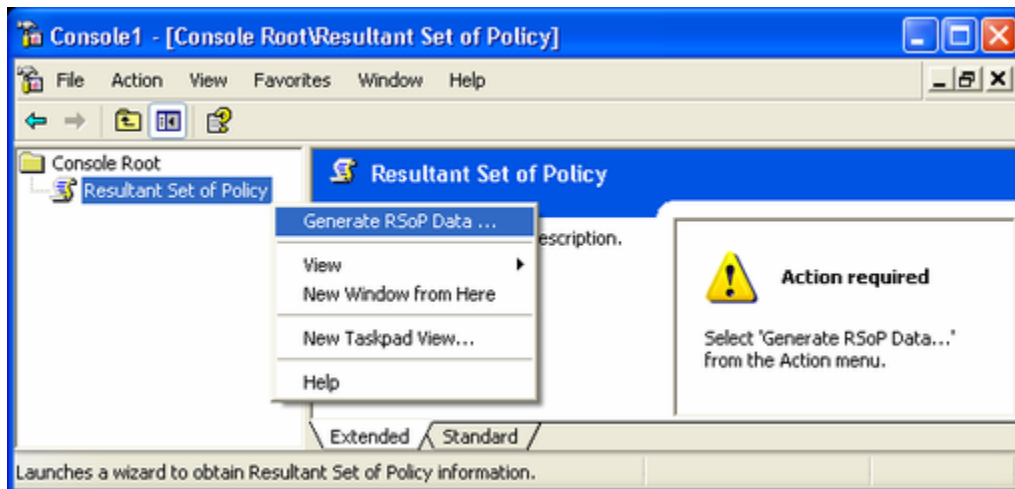 Console1 - [Console Root\Resultant Set of Policy]
File Action View Favorites Window Help
Console Root
Resultant Set of Policy
Resultant Set of Policy
Generate RSoP Data ...
View
New Window from Here
New Taskpad View...
Help
escription.
Action required
Select 'Generate RSoP Data...'
from the Action menu.
Extended Standard
Launches a wizard to obtain Resultant Set of Policy information.